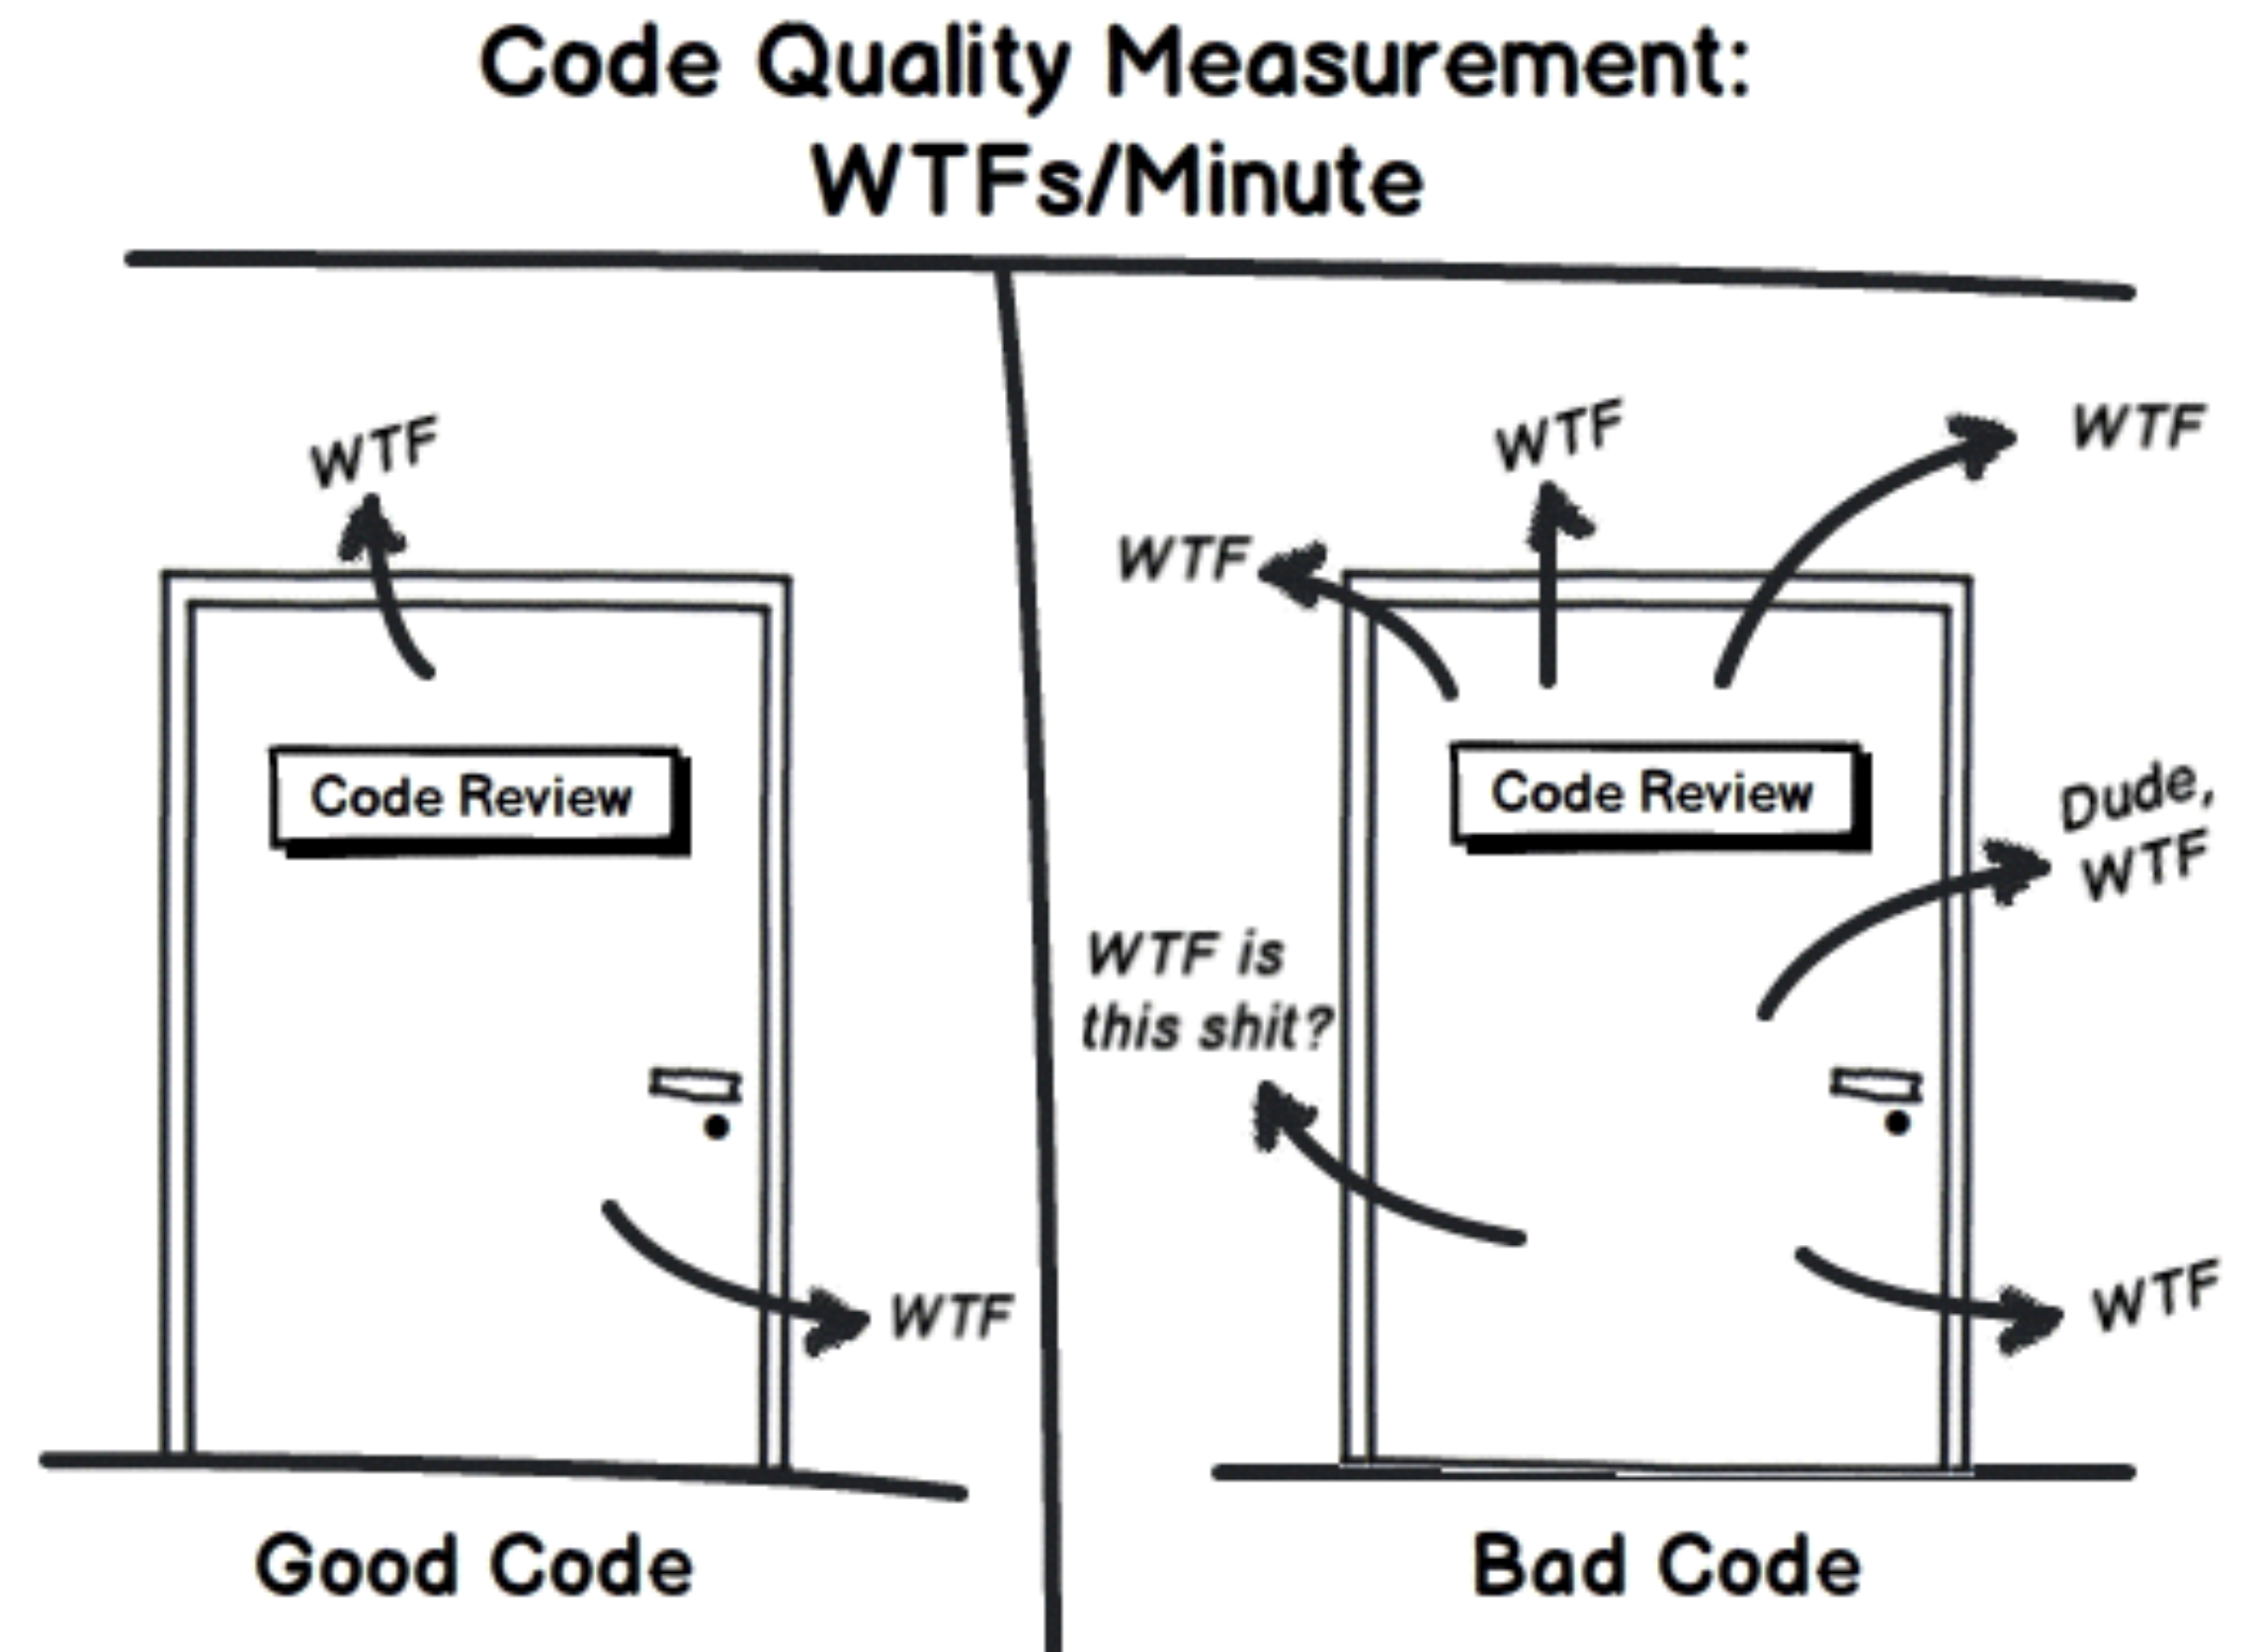 Code Quality Measurement:
WTFs/Minute
WTF
Code Review
WTF
Good Code
WTF
WTF
WTF
Code Review
Dude,
WTF
WTF is
this shit?
WTF
Bad Code